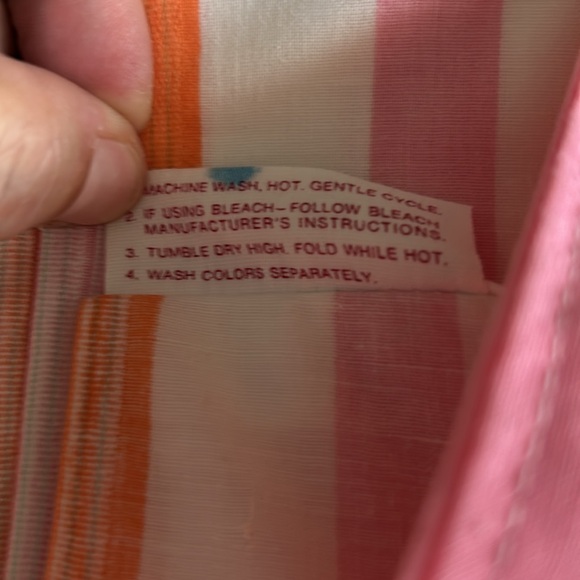 MACHINE WASH, HOT. GENTLE CYCLE.
2. IF USING BLEACH–FOLLOW BLEACH
MANUFACTURER'S INSTRUCTIONS.
3. TUMBLE DRY HIGH. FOLD WHILE HOT.
4. WASH COLORS SEPARATELY.